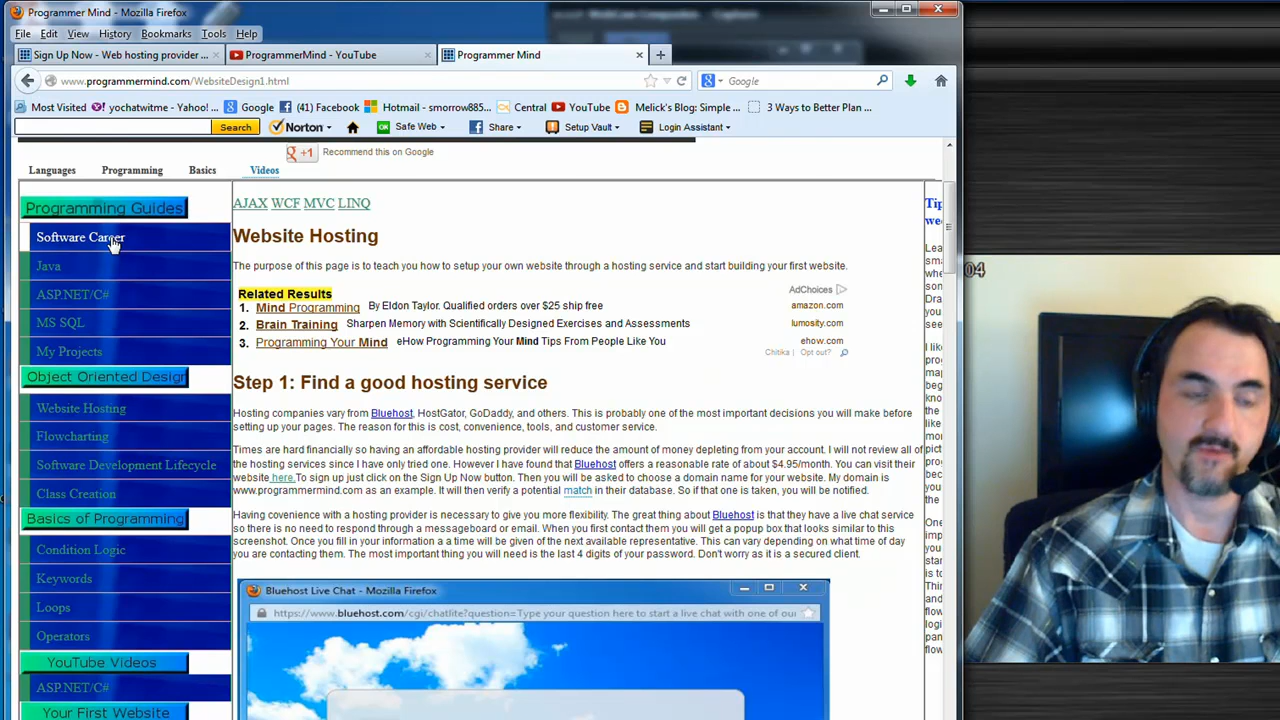 Programmer Mind - Mozilla Firefox
File Edit View History Bookmarks Tools Help
Sign Up Now - Web hosting provider ... × ProgrammerMind - YouTube × Programmer Mind × +
www.programmermind.com/WebsiteDesign1.html Google
Most Visited yochatwitme - Yahoo! ... Google (41) Facebook Hotmail - smorrow885... Central YouTube Melick's Blog: Simple ... 3 Ways to Better Plan ...
Search Norton OK Safe Web Share Setup Vault Login Assistant
g +1 Recommend this on Google
Languages Programming Basics Videos
Programming Guides
Software Career
Java
ASP.NET/C#
MS SQL
My Projects
Object Oriented Design
Website Hosting
Flowcharting
Software Development Lifecycle
Class Creation
Basics of Programming
Condition Logic
Keywords
Loops
Operators
YouTube Videos
ASP.NET/C#
Your First Website
AJAX WCF MVC LINQ
Website Hosting
The purpose of this page is to teach you how to setup your own website through a hosting service and start building your first website.
Related Results AdChoices
1. Mind Programming By Eldon Taylor. Qualified orders over $25 ship free amazon.com
2. Brain Training Sharpen Memory with Scientifically Designed Exercises and Assessments lumosity.com
3. Programming Your Mind eHow Programming Your Mind Tips From People Like You ehow.com
Chitika | Opt out?
Step 1: Find a good hosting service
Hosting companies vary from Bluehost, HostGator, GoDaddy, and others. This is probably one of the most important decisions you will make before
setting up your pages. The reason for this is cost, convenience, tools, and customer service.
Times are hard financially so having an affordable hosting provider will reduce the amount of money depleting from your account. I will not review all of
the hosting services since I have only tried one. However I have found that Bluehost offers a reasonable rate of about $4.95/month. You can visit their
website here.To sign up just click on the Sign Up Now button. Then you will be asked to choose a domain name for your website. My domain is
www.programmermind.com as an example. It will then verify a potential match in their database. So if that one is taken, you will be notified.
Having covenience with a hosting provider is necessary to give you more flexibility. The great thing about Bluehost is that they have a live chat service
so there is no need to respond through a messageboard or email. When you first contact them you will get a popup box that looks similar to this
screenshot. Once you fill in your information a a time will be given of the next available representative. This can vary depending on what time of day
you are contacting them. The most important thing you will need is the last 4 digits of your password. Don't worry as it is a secured client.
Bluehost Live Chat - Mozilla Firefox
https://www.bluehost.com/cgi/chatlite?question=Type your question here to start a live chat with one of our
Tip
04